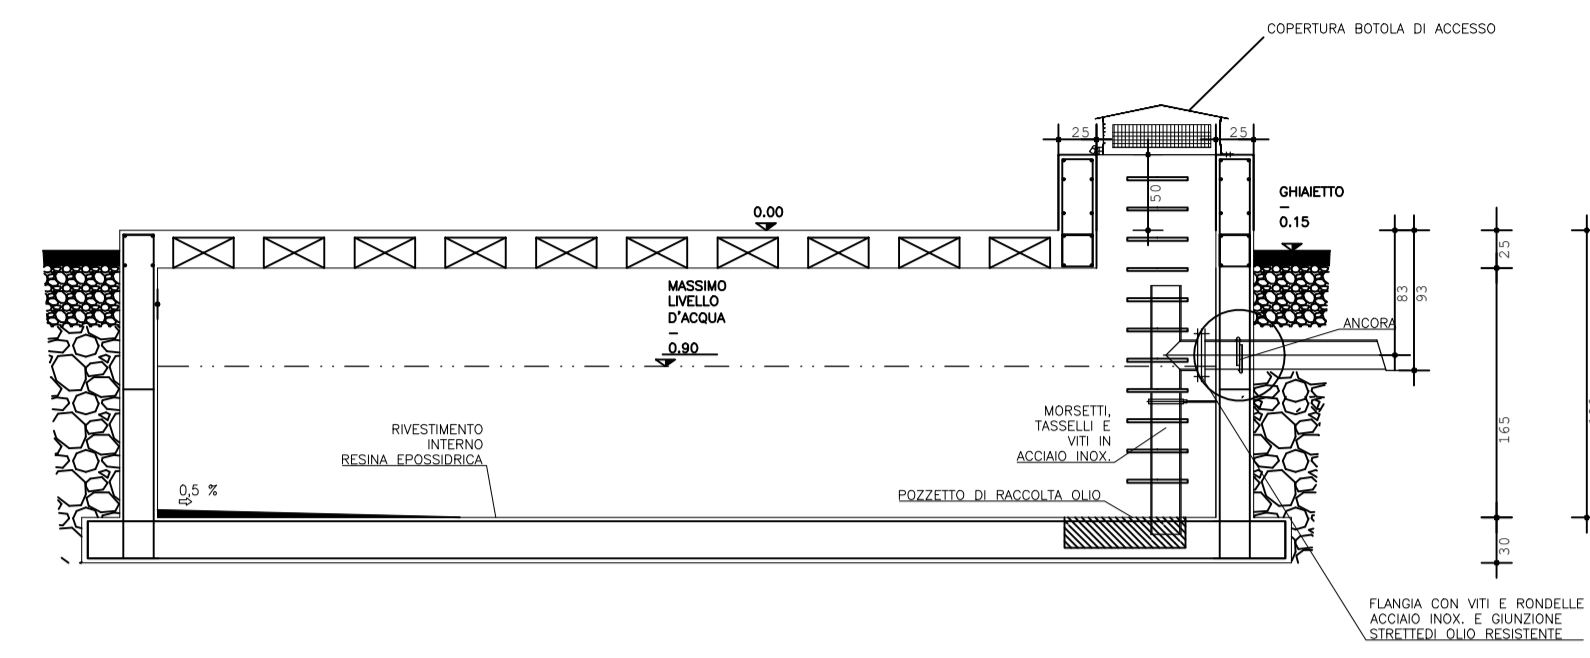 COPERTURA BOTOLA DI ACCESSO
25
25
50
GHIAIETTO
–
0.15
0.00
25
83
93
MASSIMO
LIVELLO
D'ACQUA
–
0.90
ANCORA
MORSETTI,
TASSELLI E
VITI IN
ACCIAIO INOX.
RIVESTIMENTO
INTERNO
RESINA EPOSSIDRICA
165
0,5 %
POZZETTO DI RACCOLTA OLIO
30
FLANGIA CON VITI E RONDELLE
ACCIAIO INOX. E GIUNZIONE
STRETTEDI OLIO RESISTENTE